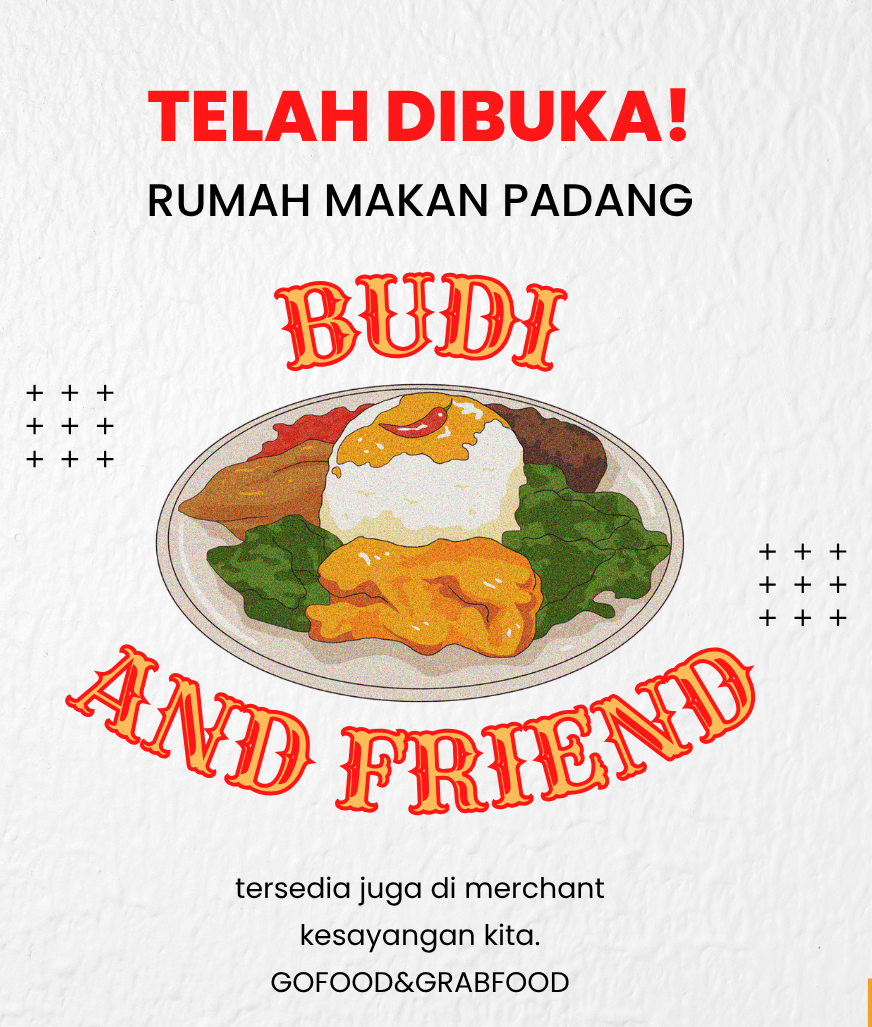 TELAH DIBUKA!
RUMAH MAKAN PADANG
BUDI
AND FRIEND
tersedia juga di merchant
kesayangan kita.
GOFOOD&GRABFOOD